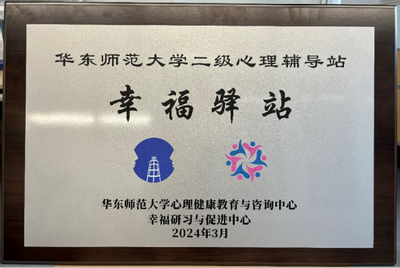 华东师范大学二级心理辅导站
幸福驿站
华东师范大学心理健康教育与咨询中心
幸福研习与促进中心
2024年3月